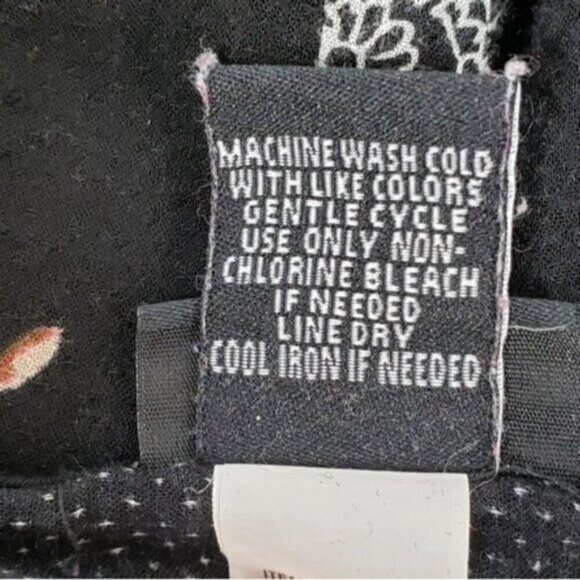 MACHINE WASH COLD
WITH LIKE COLORS
GENTLE CYCLE
USE ONLY NON-
CHLORINE BLEACH
IF NEEDED
LINE DRY
COOL IRON IF NEEDED